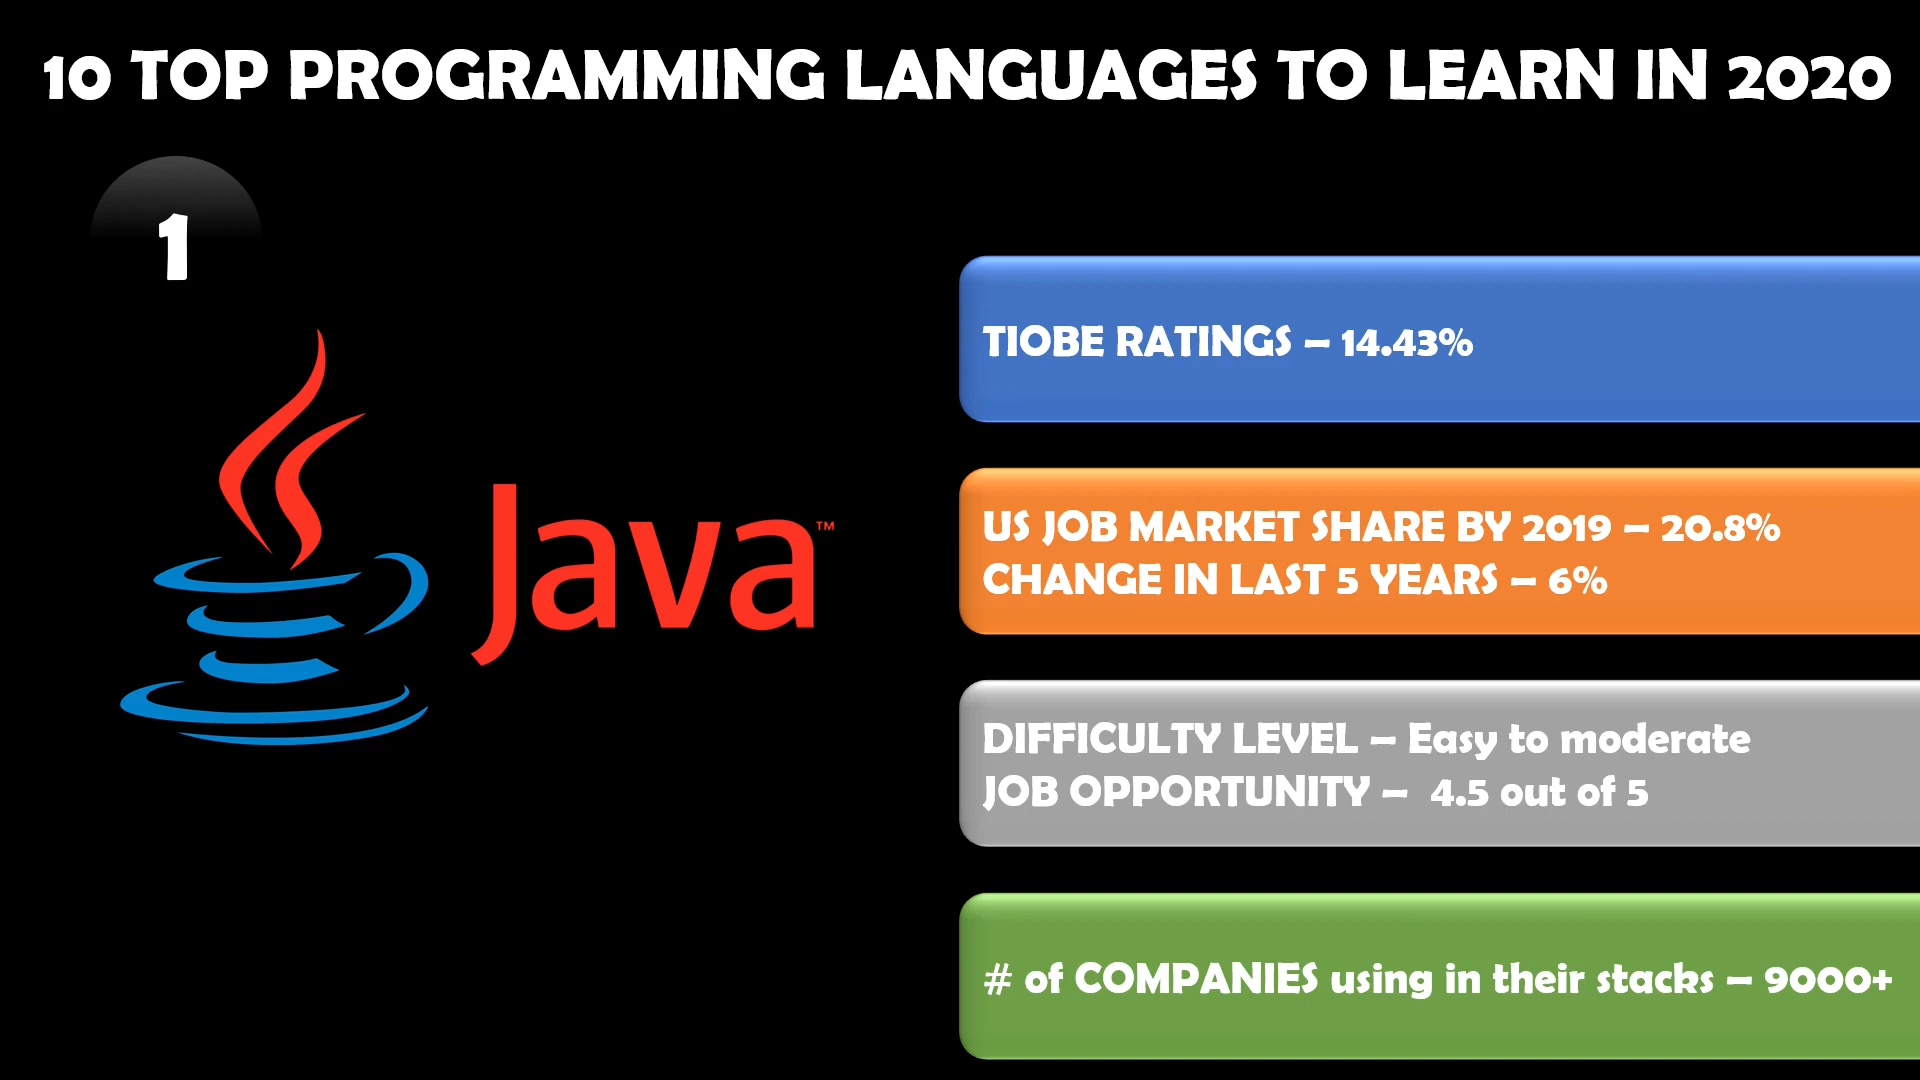 10 TOP PROGRAMMING LANGUAGES TO LEARN IN 2020
1
Java™
TIOBE RATINGS – 14.43%
US JOB MARKET SHARE BY 2019 – 20.8%
CHANGE IN LAST 5 YEARS – 6%
DIFFICULTY LEVEL – Easy to moderate
JOB OPPORTUNITY –  4.5 out of 5
# of COMPANIES using in their stacks – 9000+